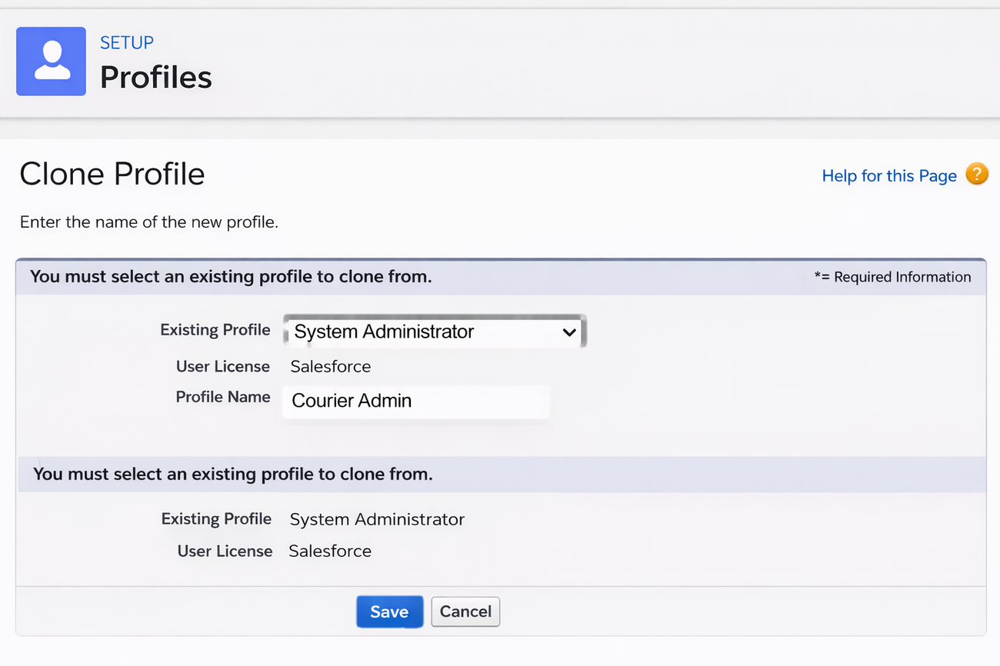 SETUP
Profiles
Clone Profile
Help for this Page ?
Enter the name of the new profile.
You must select an existing profile to clone from.
*= Required Information
Existing Profile System Administrator
User License Salesforce
Profile Name Courier Admin
You must select an existing profile to clone from.
Existing Profile System Administrator
User License Salesforce
Save Cancel